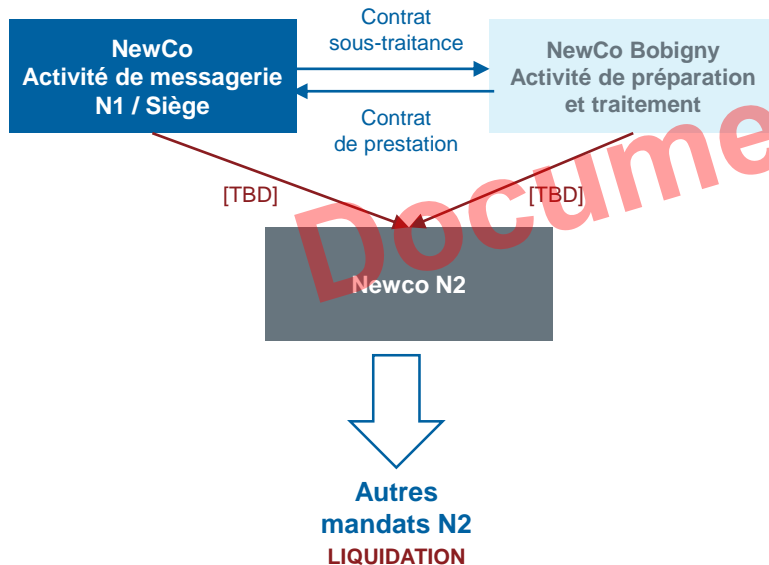 Contrat
sous-traitance
NewCo
Activité de messagerie
N1 / Siège
NewCo Bobigny
Activité de préparation
et traitement
Contrat
de prestation
[TBD]
[TBD]
Docume
Newco N2
Autres
mandats N2
LIQUIDATION